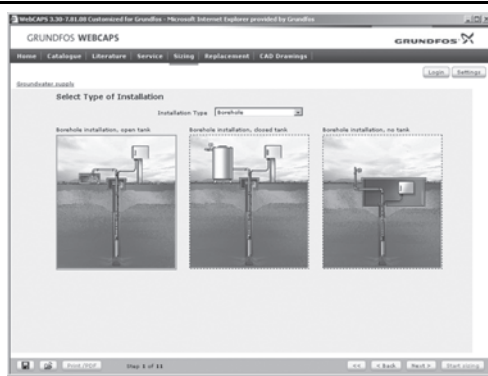 WebCAPS 3.30-7.01.08 Customized for Grundfos - Microsoft Internet Explorer provided by Grundfos
GRUNDFOS WEBCAPS
GRUNDFOS
Home Catalogue Literature Service Sizing Replacement CAD Drawings
Login Settings
Groundwater supply
Select Type of Installation
Installation Type Borehole
Borehole installation, open tank Borehole installation, closed tank Borehole installation, no tank
Print/PDF Step 1 of 11 << < Back Next > Start sizing